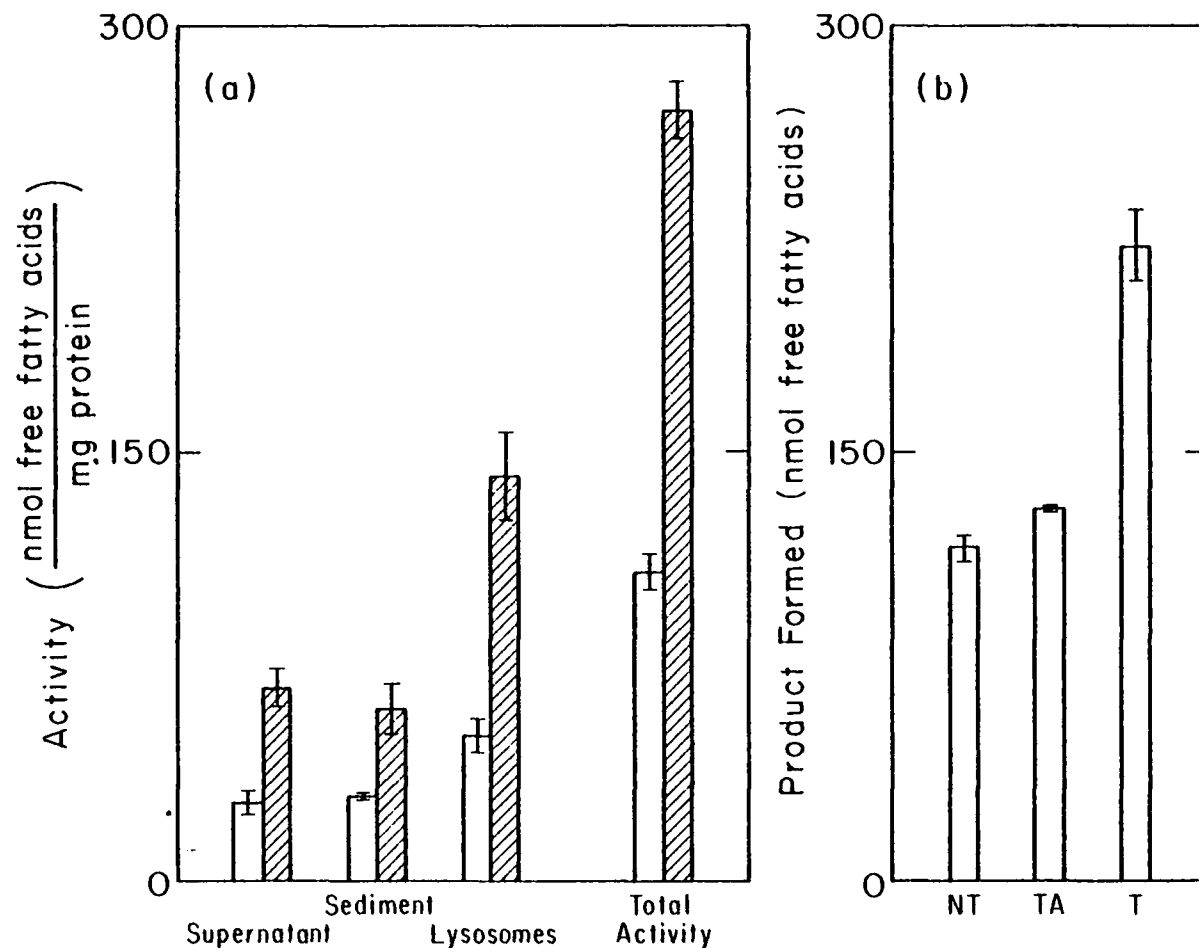 300
(a)
150
0
Activity ( nmol free fatty acids
mg protein )
Supernatant
Sediment
Lysosomes
Total
Activity
300
(b)
150
0
Product Formed (nmol free fatty acids)
NT TA T